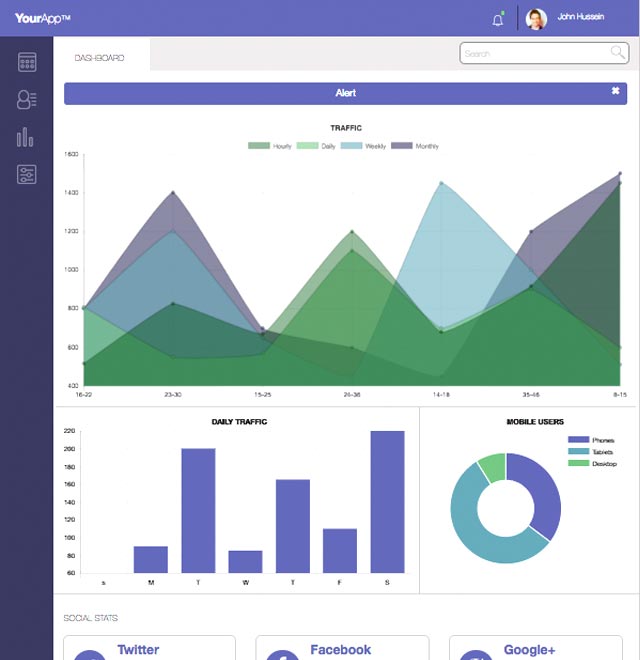 YourApp™
John Hussein
DASHBOARD
Search
Alert
TRAFFIC
Hourly Daily Weekly Monthly
1600
1400
1200
1000
800
600
400
16-22 23-30 15-25 26-36 14-18 35-46 8-15
DAILY TRAFFIC
220
200
180
160
140
120
100
80
60
s M T W T F S
MOBILE USERS
Phones
Tablets
Desktop
SOCIAL STATS
Twitter Facebook Google+